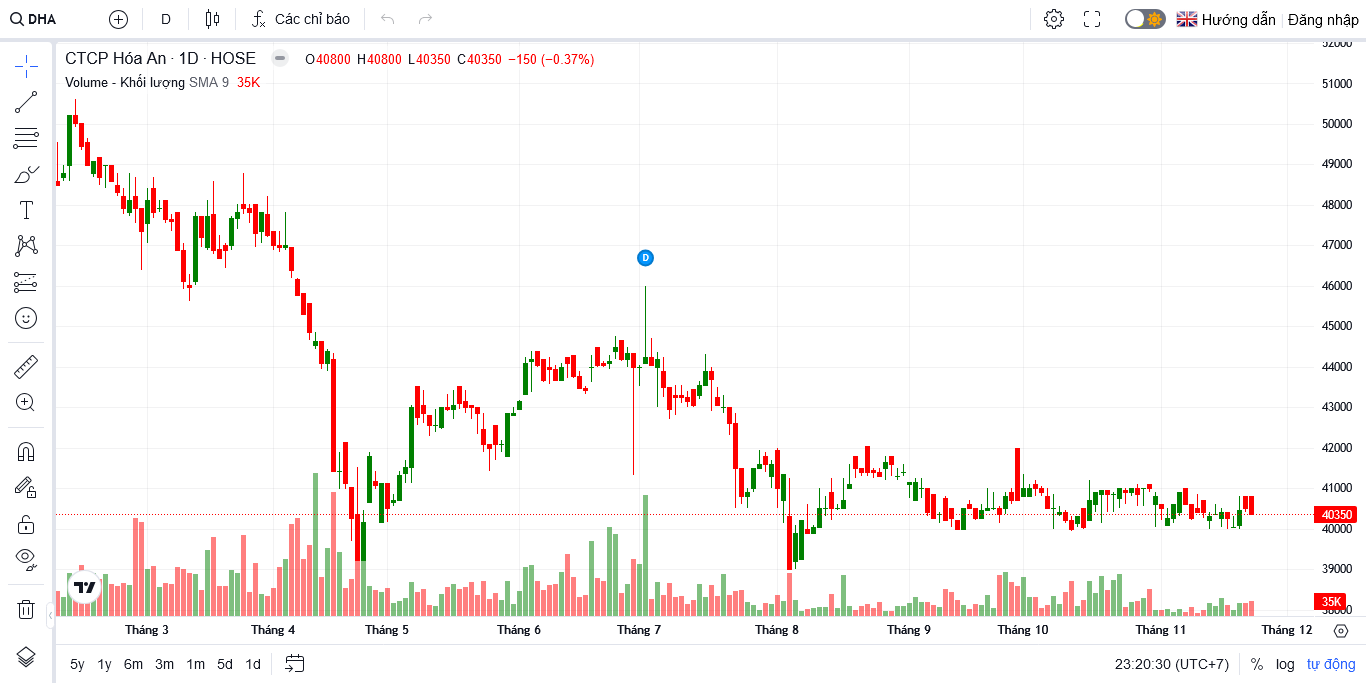 DHA
D
Các chỉ báo
Hướng dẫn
Đăng nhập
CTCP Hóa An · 1D · HOSE
O40800 H40800 L40350 C40350 −150 (−0.37%)
Volume - Khối lượng SMA 9 35K
D
52000
51000
50000
49000
48000
47000
46000
45000
44000
43000
42000
41000
40350
40000
39000
35K
38000
Tháng 3 Tháng 4 Tháng 5 Tháng 6 Tháng 7 Tháng 8 Tháng 9 Tháng 10 Tháng 11 Tháng 12
5y 1y 6m 3m 1m 5d 1d
23:20:30 (UTC+7) % log tự động